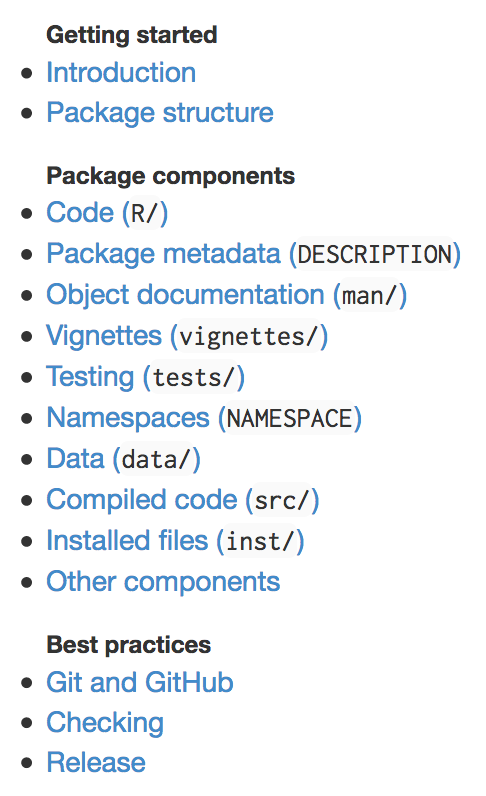 Getting started
Introduction
Package structure
Package components
Code (R/)
Package metadata (DESCRIPTION)
Object documentation (man/)
Vignettes (vignettes/)
Testing (tests/)
Namespaces (NAMESPACE)
Data (data/)
Compiled code (src/)
Installed files (inst/)
Other components
Best practices
Git and GitHub
Checking
Release